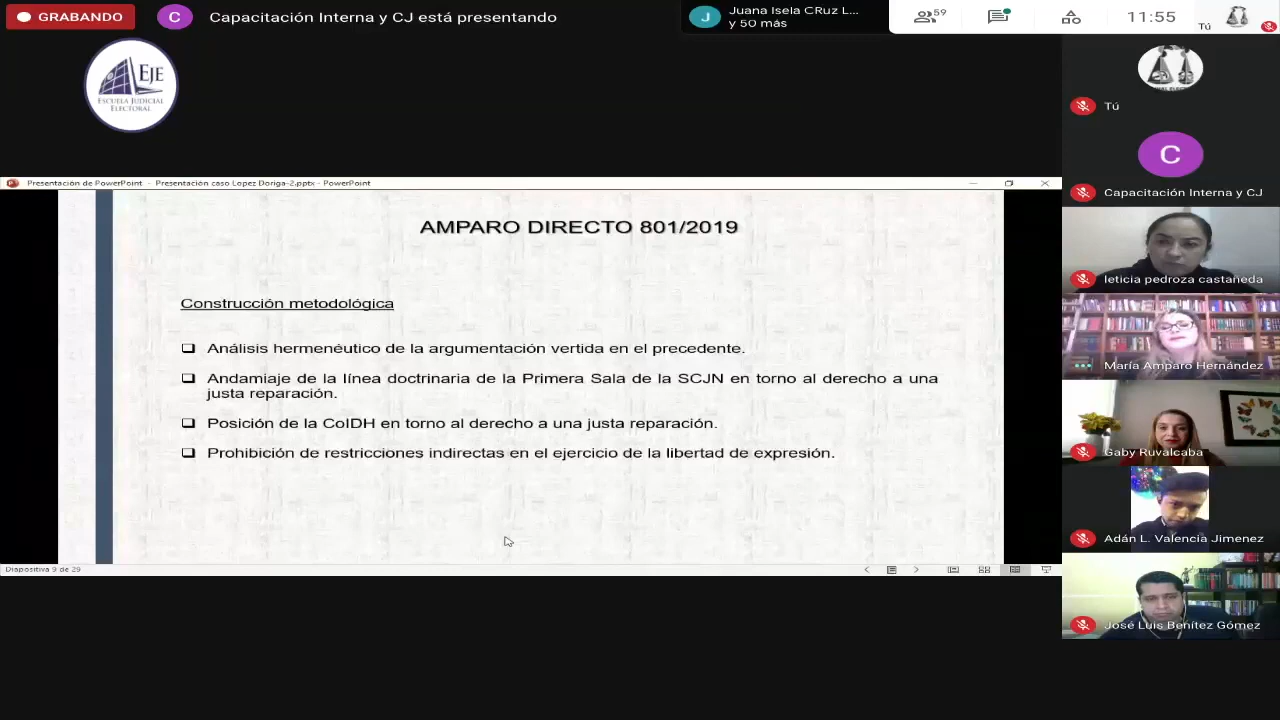 GRABANDO
C
Capacitación Interna y CJ está presentando
J
Juana Isela CRuz L...
y 50 más
59
11:55
Tú
EJE
ESCUELA JUDICIAL
ELECTORAL
Presentación de PowerPoint - Presentación caso Lopez Doriga-2.pptx - PowerPoint
AMPARO DIRECTO 801/2019
Construcción metodológica
Análisis hermenéutico de la argumentación vertida en el precedente.
Andamiaje de la línea doctrinaria de la Primera Sala de la SCJN en torno al derecho a una
justa reparación.
Posición de la CoIDH en torno al derecho a una justa reparación.
Prohibición de restricciones indirectas en el ejercicio de la libertad de expresión.
Diapositiva 9 de 29
Tú
C
Capacitación Interna y CJ
leticia pedroza castañeda
María Amparo Hernández
Gaby Ruvalcaba
Adán L. Valencia Jimenez
José Luis Benítez Gómez